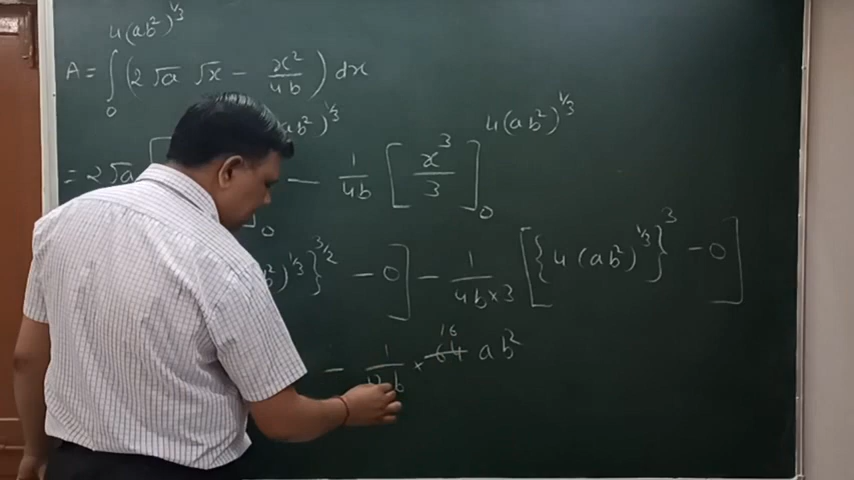 4(ab²)^1/3
A = ∫ (2 √a √x − x²/4b) dx
0
ab²)^1/3 4(ab²)^1/3
= 2 √a [ − 1/4b [x³/3]
0 0
b²)^1/3}^3/2 − 0] − 1/4b×3 [{4 (ab²)^1/3}^3 − 0]
16
− 1/12b × 64 ab²